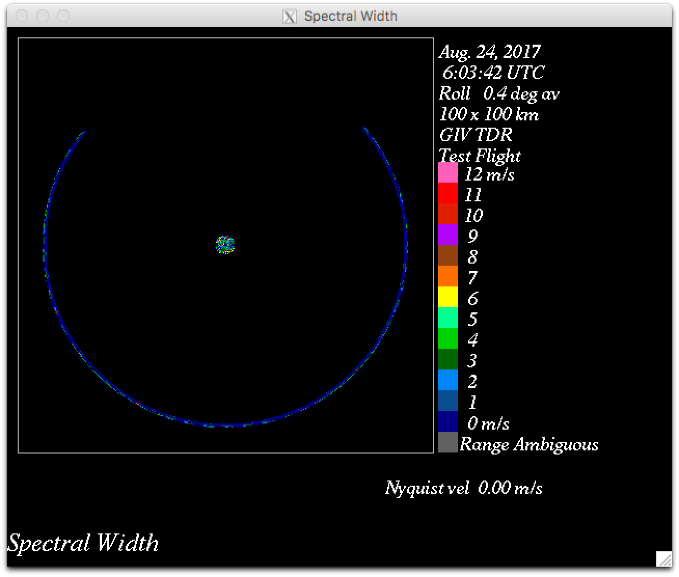 Spectral Width
Aug. 24, 2017
6:03:42 UTC
Roll 0.4 deg av
100 x 100 km
GIV TDR
Test Flight
12 m/s
11
10
9
8
7
6
5
4
3
2
1
0 m/s
Range Ambiguous
Nyquist vel 0.00 m/s
Spectral Width